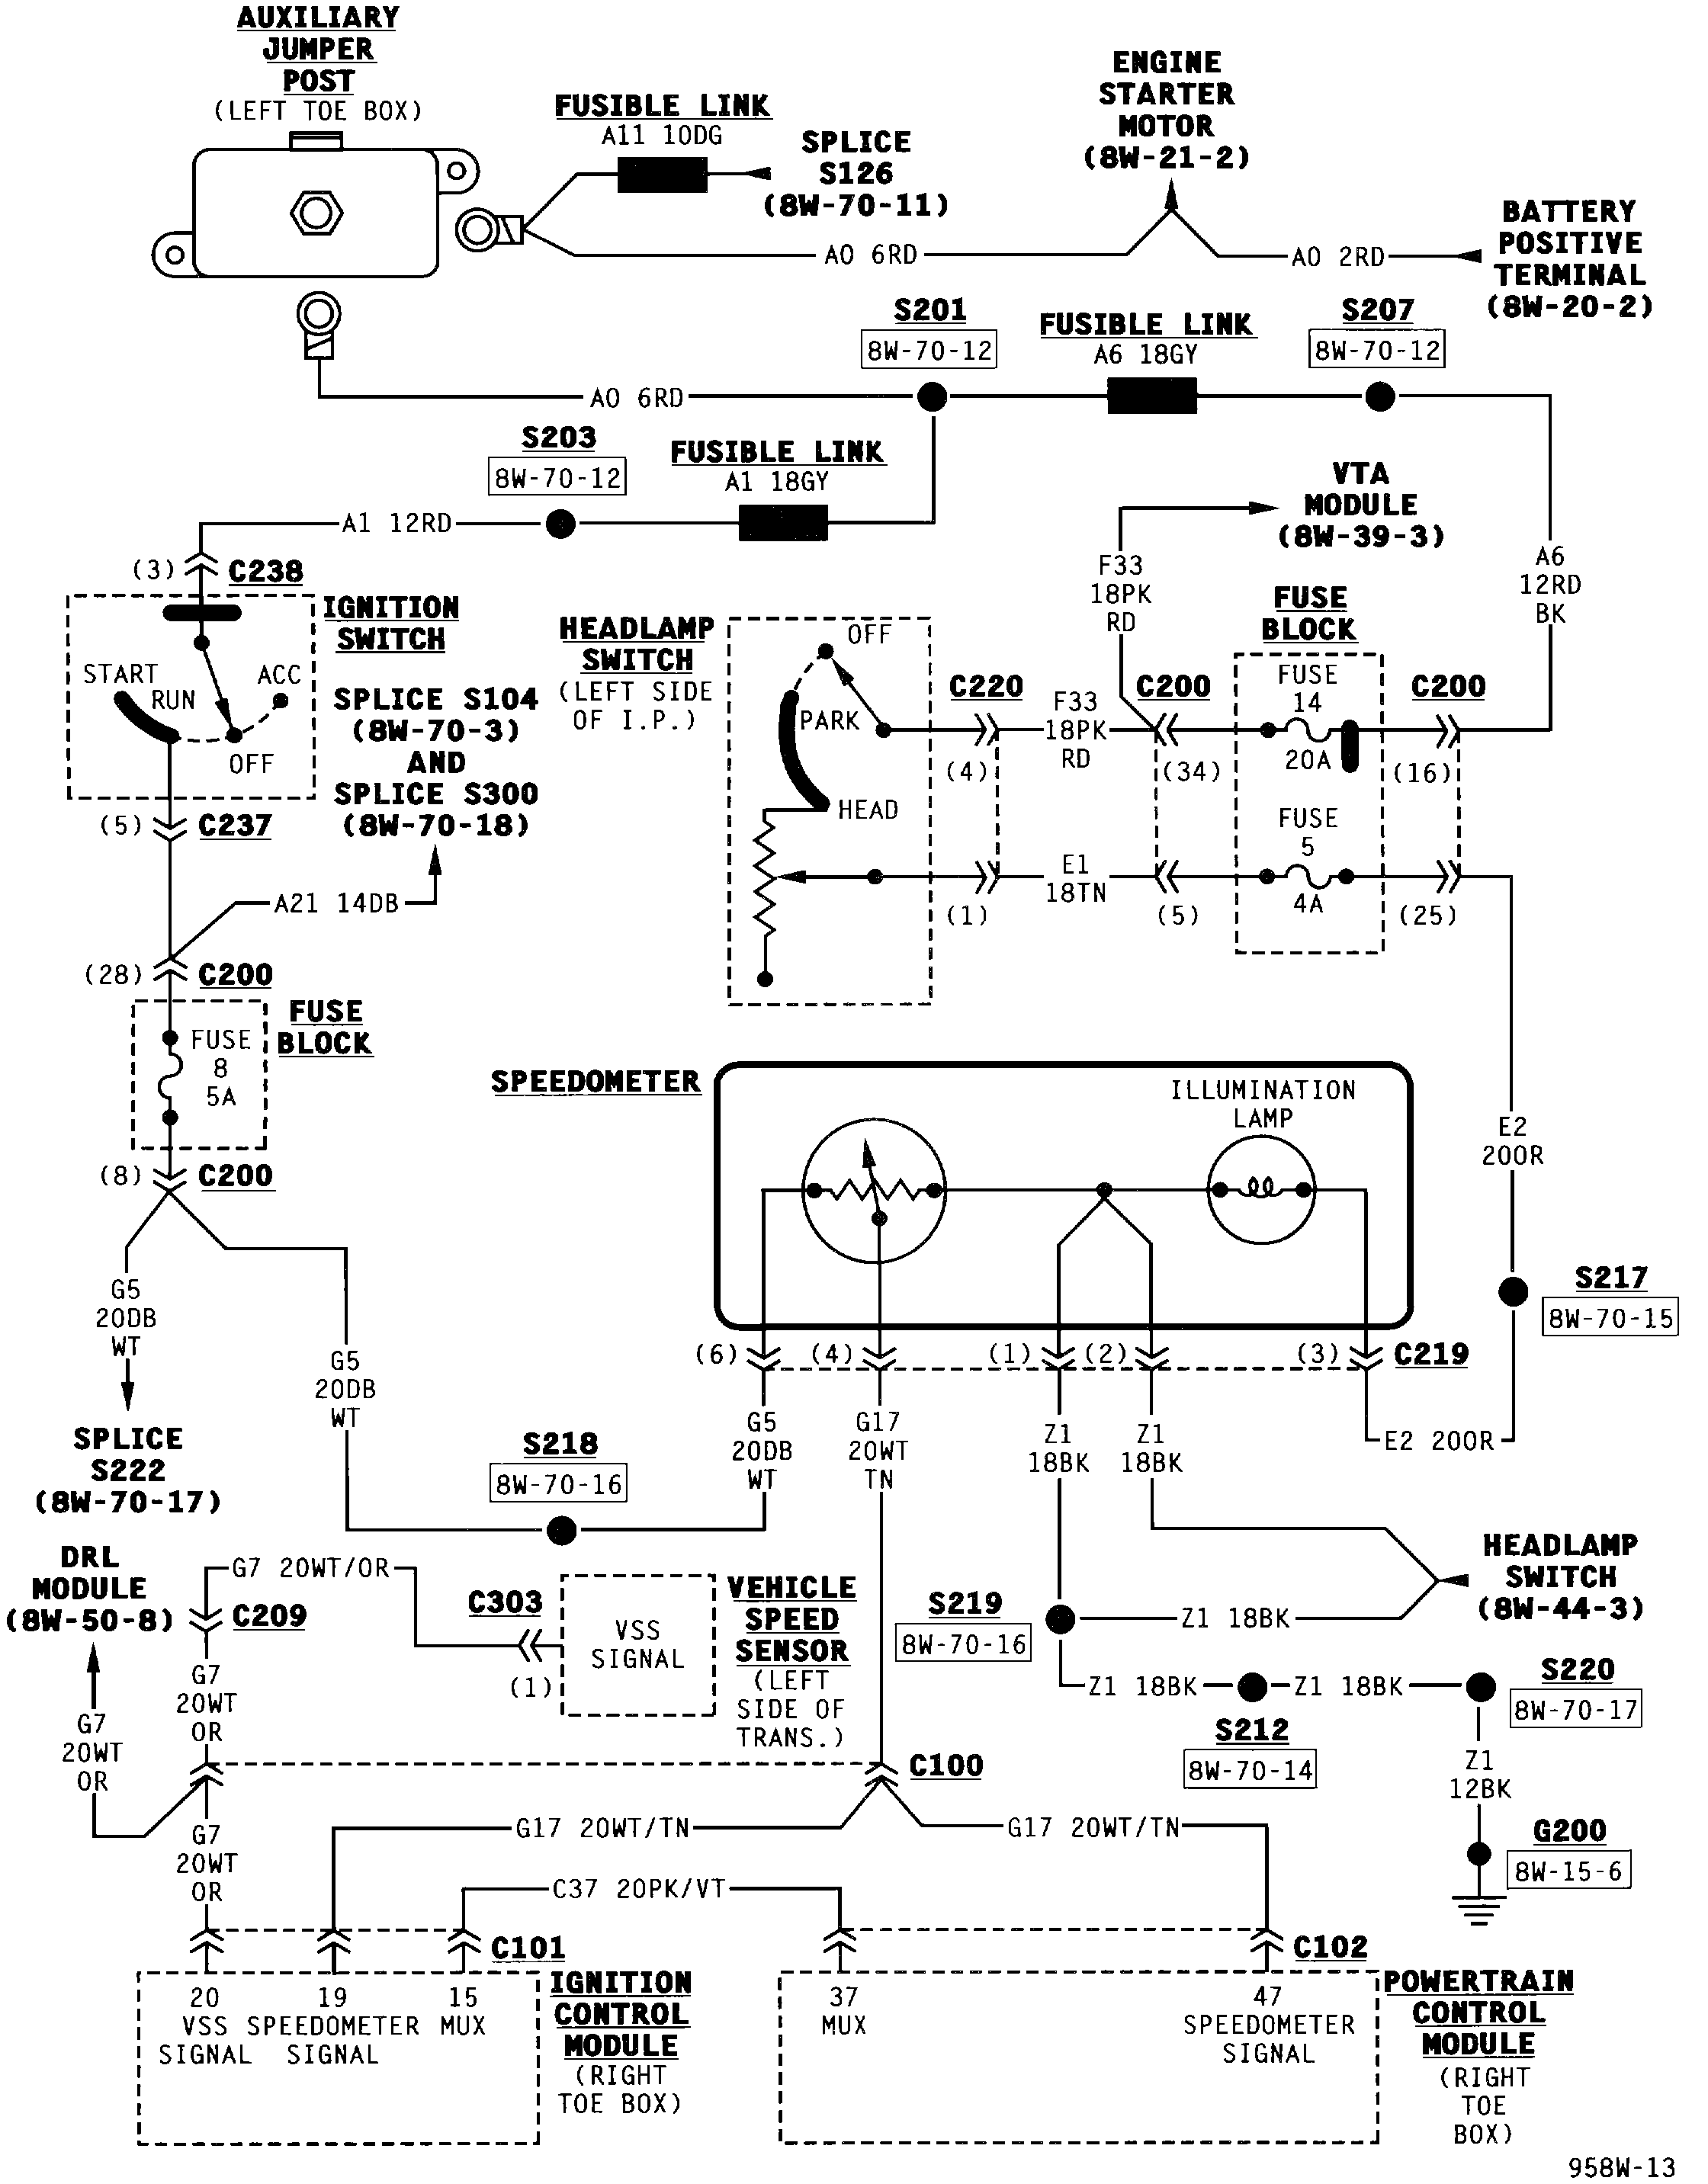 AUXILIARY
JUMPER
POST
(LEFT TOE BOX)
FUSIBLE LINK
A11 10DG
SPLICE
S126
(8W-70-11)
ENGINE
STARTER
MOTOR
(8W-21-2)
A0 6RD
A0 2RD
BATTERY
POSITIVE
TERMINAL
(8W-20-2)
S201
8W-70-12
FUSIBLE LINK
A6 18GY
S207
8W-70-12
A0 6RD
S203
8W-70-12
FUSIBLE LINK
A1 18GY
A1 12RD
VTA
MODULE
(8W-39-3)
F33
18PK
RD
A6
12RD
BK
(3)
C238
IGNITION
SWITCH
START
RUN
ACC
OFF
SPLICE S104
(8W-70-3)
AND
SPLICE S300
(8W-70-18)
HEADLAMP
SWITCH
(LEFT SIDE
OF I.P.)
OFF
PARK
HEAD
C220
F33
18PK
RD
C200
FUSE
BLOCK
FUSE
14
20A
C200
(4)
(34)
(16)
FUSE
5
4A
E1
18TN
(1)
(5)
(25)
(5)
C237
A21 14DB
(28)
C200
FUSE
BLOCK
FUSE
8
5A
(8)
C200
G5
20DB
WT
SPLICE
S222
(8W-70-17)
G5
20DB
WT
SPEEDOMETER
ILLUMINATION
LAMP
E2
20OR
S217
8W-70-15
(6)
(4)
(1)
(2)
(3)
C219
G5
20DB
WT
G17
20WT
TN
Z1
18BK
Z1
18BK
E2 20OR
S218
8W-70-16
DRL
MODULE
(8W-50-8)
G7 20WT/OR
C209
C303
(1)
VSS
SIGNAL
VEHICLE
SPEED
SENSOR
(LEFT
SIDE OF
TRANS.)
S219
8W-70-16
Z1 18BK
HEADLAMP
SWITCH
(8W-44-3)
Z1 18BK
Z1 18BK
S220
8W-70-17
S212
8W-70-14
G7
20WT
OR
G7
20WT
OR
C100
Z1
12BK
G200
8W-15-6
G7
20WT
OR
G17 20WT/TN
G17 20WT/TN
C37 20PK/VT
C101
C102
20
VSS
SIGNAL
19
SPEEDOMETER
SIGNAL
15
MUX
IGNITION
CONTROL
MODULE
(RIGHT
TOE BOX)
37
MUX
47
SPEEDOMETER
SIGNAL
POWERTRAIN
CONTROL
MODULE
(RIGHT
TOE
BOX)
958W-13